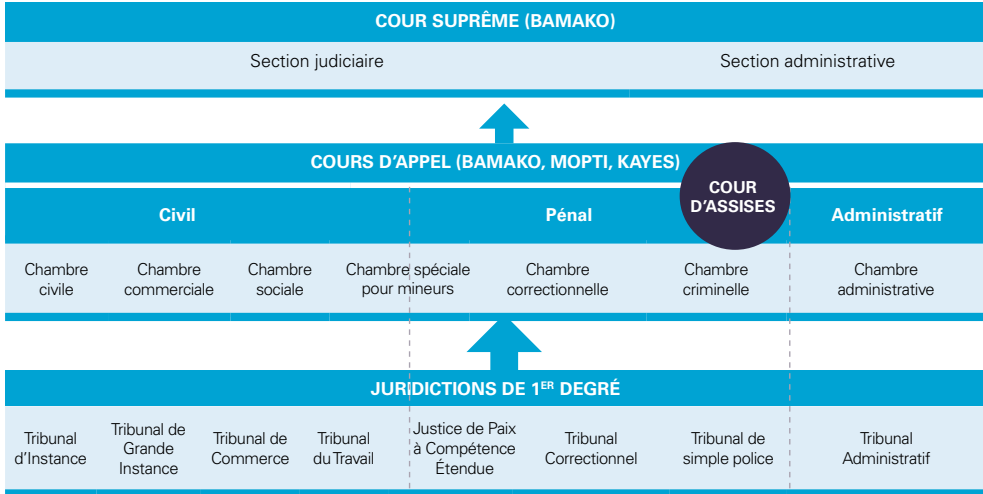 COUR SUPRÊME (BAMAKO)
Section judiciaire
Section administrative
COURS D'APPEL (BAMAKO, MOPTI, KAYES)
COUR
D'ASSISES
Civil
Pénal
Administratif
Chambre
civile
Chambre
commerciale
Chambre
sociale
Chambre spéciale
pour mineurs
Chambre
correctionnelle
Chambre
criminelle
Chambre
administrative
JURIDICTIONS DE 1ER DEGRÉ
Tribunal
d'Instance
Tribunal de
Grande
Instance
Tribunal de
Commerce
Tribunal
du Travail
Justice de Paix
à Compétence
Étendue
Tribunal
Correctionnel
Tribunal de
simple police
Tribunal
Administratif